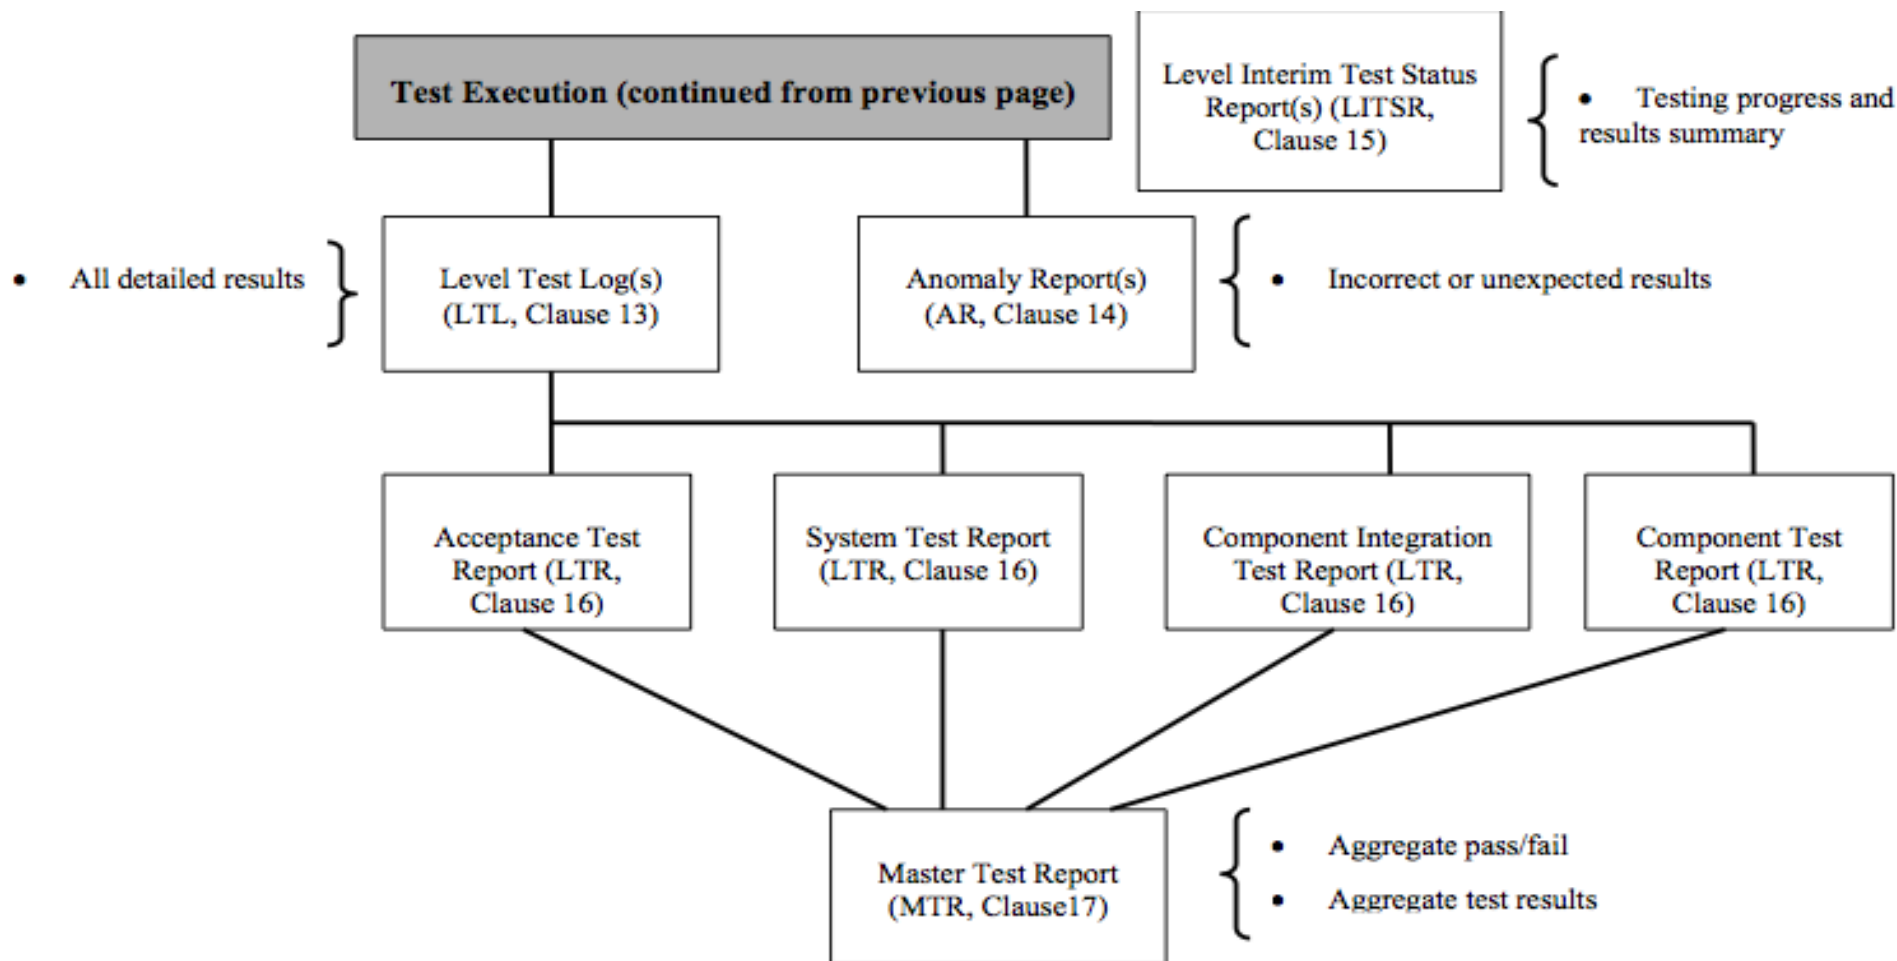 Test Execution (continued from previous page)
Level Interim Test Status
Report(s) (LITSR,
Clause 15)
• Testing progress and
results summary
• All detailed results
Level Test Log(s)
(LTL, Clause 13)
Anomaly Report(s)
(AR, Clause 14)
• Incorrect or unexpected results
Acceptance Test
Report (LTR,
Clause 16)
System Test Report
(LTR, Clause 16)
Component Integration
Test Report (LTR,
Clause 16)
Component Test
Report (LTR,
Clause 16)
Master Test Report
(MTR, Clause17)
• Aggregate pass/fail
• Aggregate test results